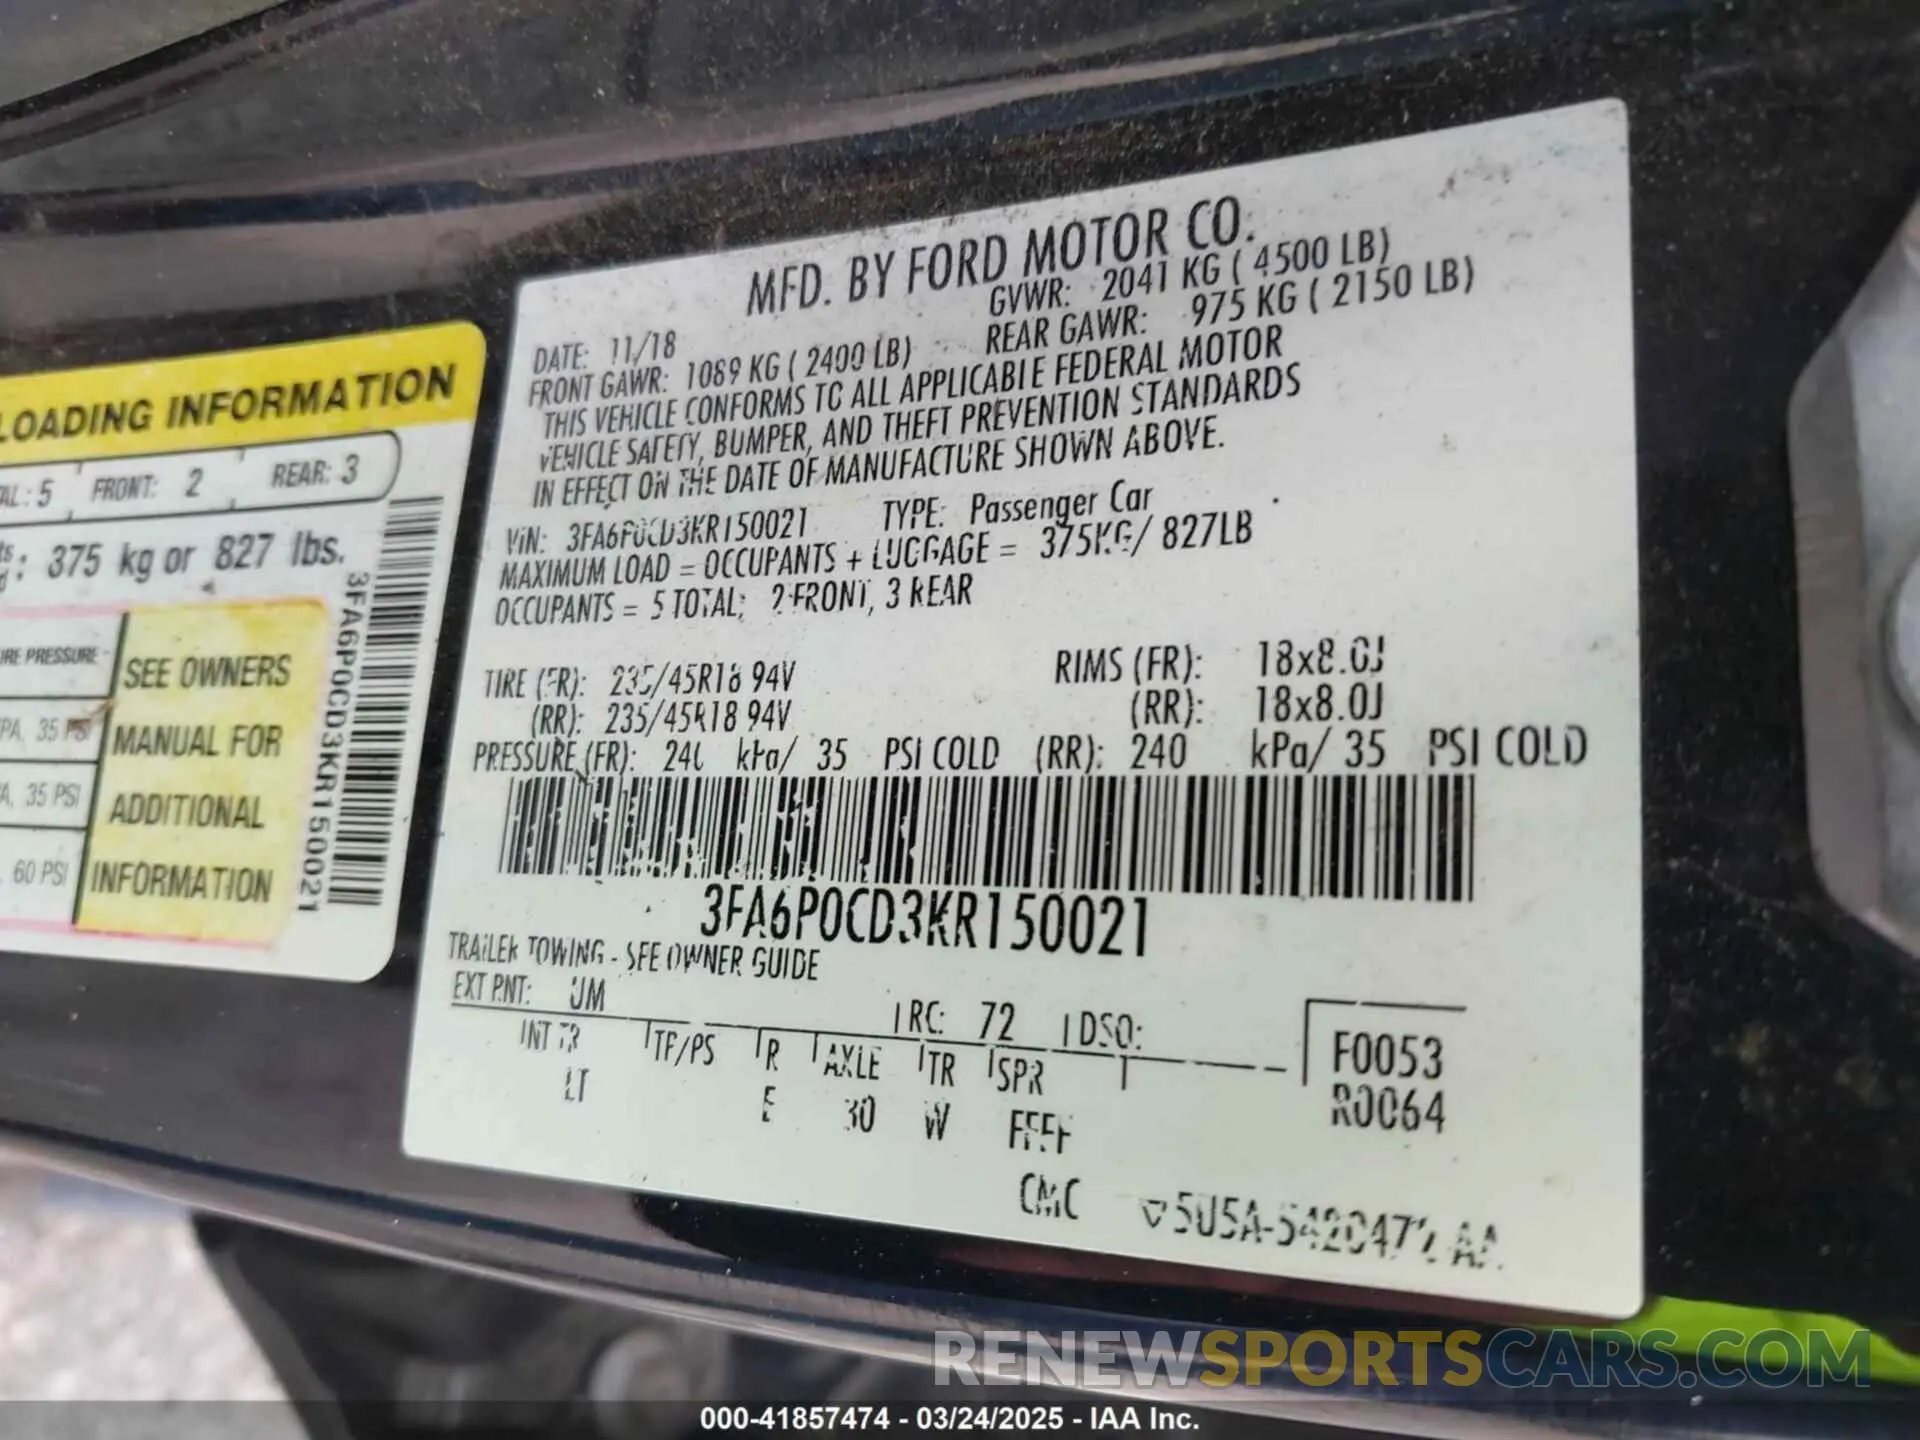 LOADING INFORMATION
AL: 5 FRONT: 2 REAR: 3
375 kg or 827 lbs.
PRESSURE
SEE OWNERS
MANUAL FOR
ADDITIONAL
INFORMATION
PA, 35 PSI
A, 35 PSI
60 PSI
3FA6P0CD3KR150021
MFD. BY FORD MOTOR CO.
DATE: 11/18 GVWR: 2041 KG ( 4500 LB)
FRONT GAWR: 1089 KG ( 2400 LB) REAR GAWR: 975 KG ( 2150 LB)
THIS VEHICLE CONFORMS TO ALL APPLICABLE FEDERAL MOTOR
VEHICLE SAFETY, BUMPER, AND THEFT PREVENTION STANDARDS
IN EFFECT ON THE DATE OF MANUFACTURE SHOWN ABOVE.
VIN: 3FA6P0CD3KR150021 TYPE: Passenger Car
MAXIMUM LOAD = OCCUPANTS + LUGGAGE = 375KG/ 827LB
OCCUPANTS = 5 TOTAL; 2 FRONT, 3 REAR
TIRE (FR): 235/45R18 94V RIMS (FR): 18x8.0J
(RR): 235/45R18 94V (RR): 18x8.0J
PRESSURE (FR): 240 kPa/ 35 PSI COLD (RR): 240 kPa/ 35 PSI COLD
3FA6P0CD3KR150021
TRAILER TOWING - SEE OWNER GUIDE
EXT PNT: UM RC: 72 DSO:
INT TR TP/PS R AXLE TR SPR F0053
LT E 30 W FFFF R0064
CMC
RENEWSPORTSCARS.COM
000-41857474 - 03/24/2025 - IAA Inc.